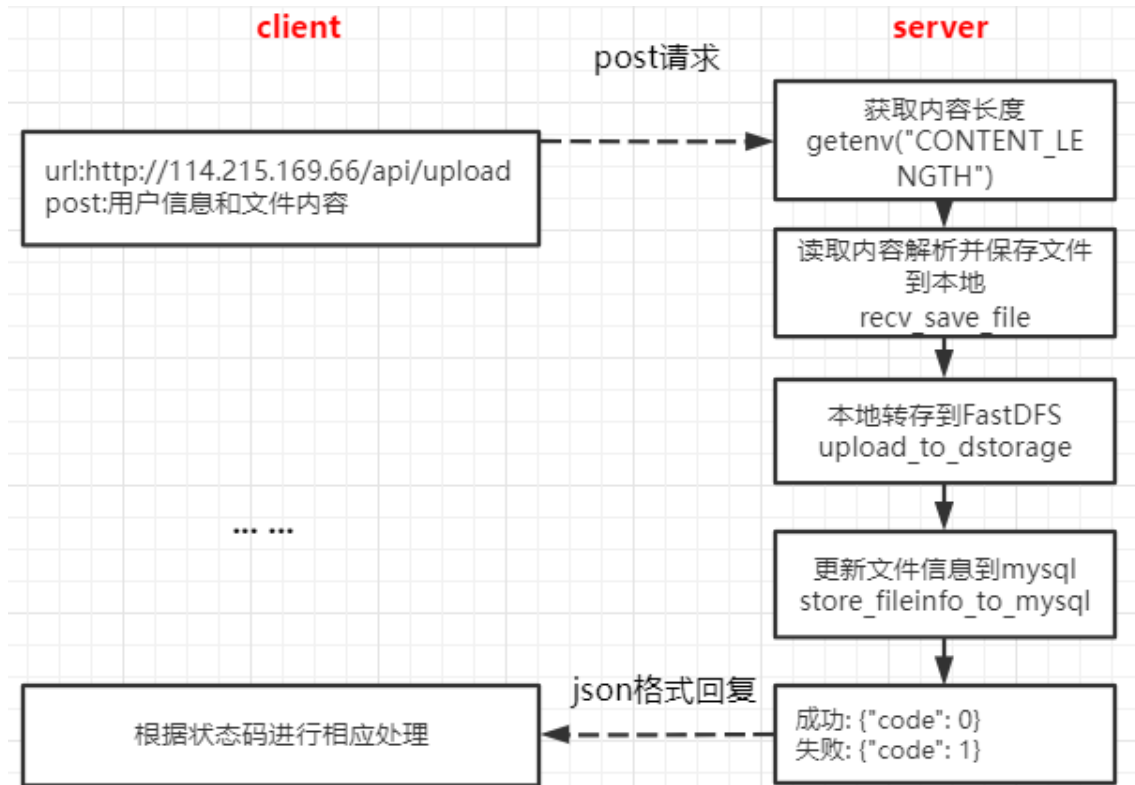 client
server
post请求
获取内容长度
getenv("CONTENT_LE
NGTH")
url:http://114.215.169.66/api/upload
post:用户信息和文件内容
读取内容解析并保存文件
到本地
recv_save_file
本地转存到FastDFS
upload_to_dstorage
... ...
更新文件信息到mysql
store_fileinfo_to_mysql
json格式回复
根据状态码进行相应处理
成功: {"code": 0}
失败: {"code": 1}